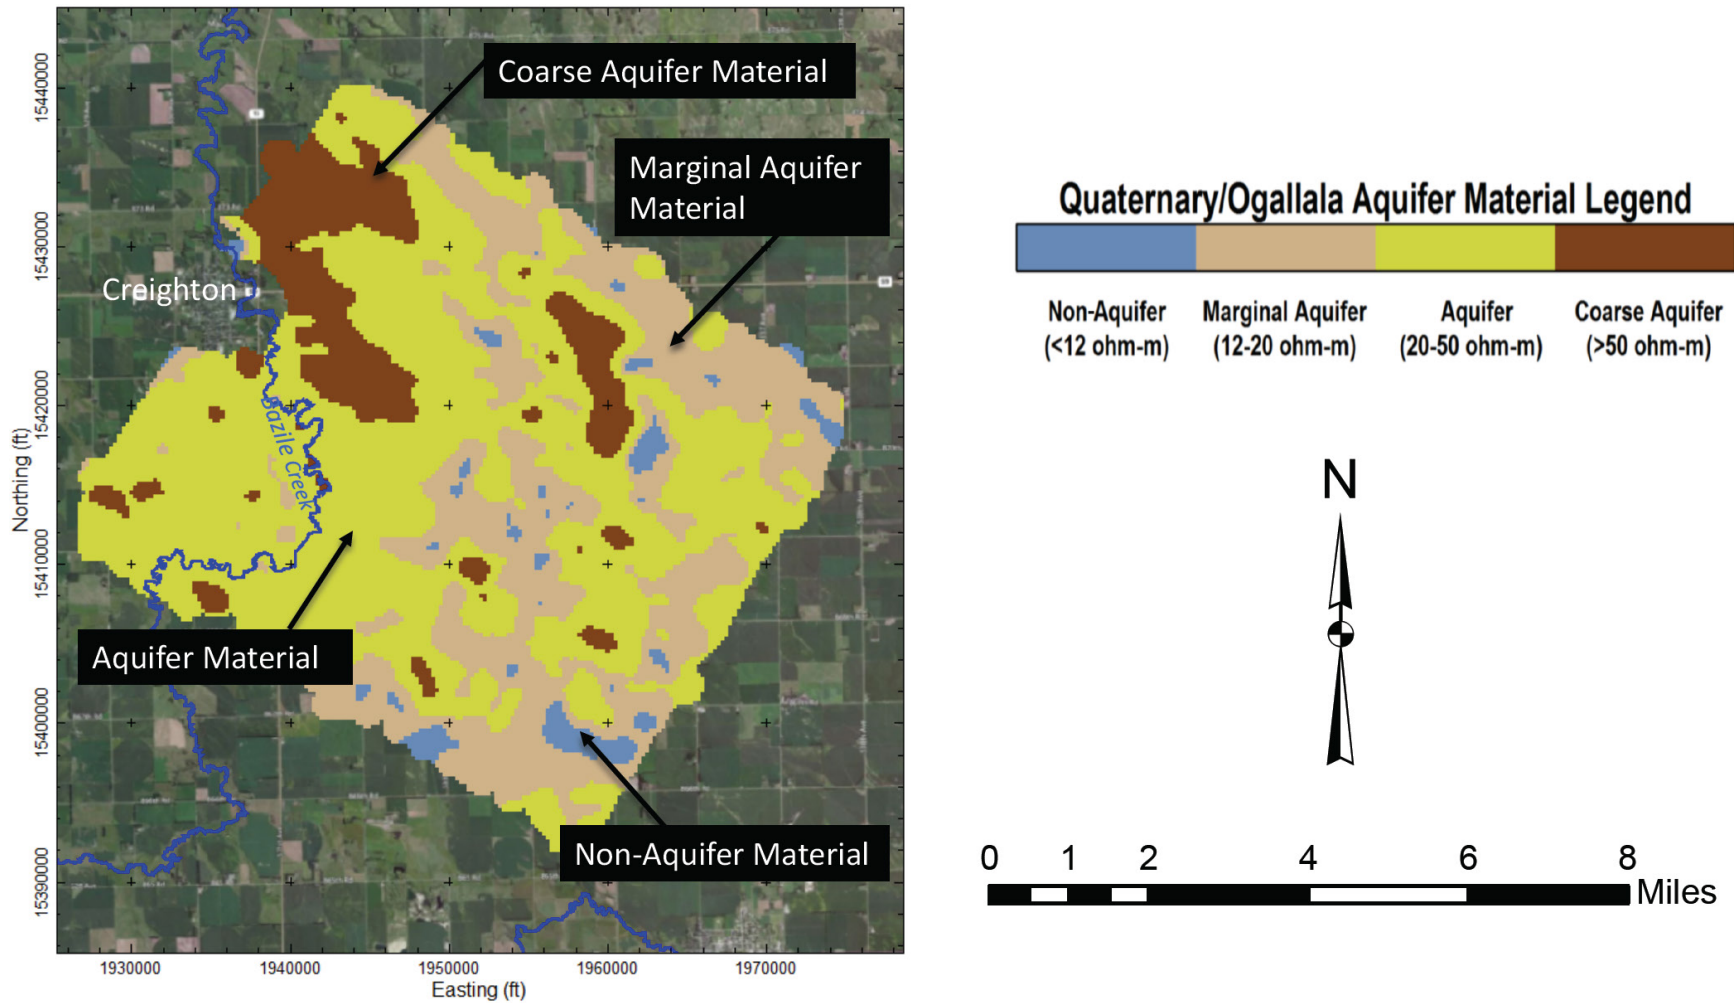 Coarse Aquifer Material
Marginal Aquifer
Material
Creighton
Bazile Creek
Aquifer Material
Non-Aquifer Material
Northing (ft)
15440000
15430000
15420000
15410000
15400000
15390000
1930000
1940000
1950000
1960000
1970000
Easting (ft)
Quaternary/Ogallala Aquifer Material Legend
Non-Aquifer
(<12 ohm-m)
Marginal Aquifer
(12-20 ohm-m)
Aquifer
(20-50 ohm-m)
Coarse Aquifer
(>50 ohm-m)
N
0 1 2 4 6 8
Miles